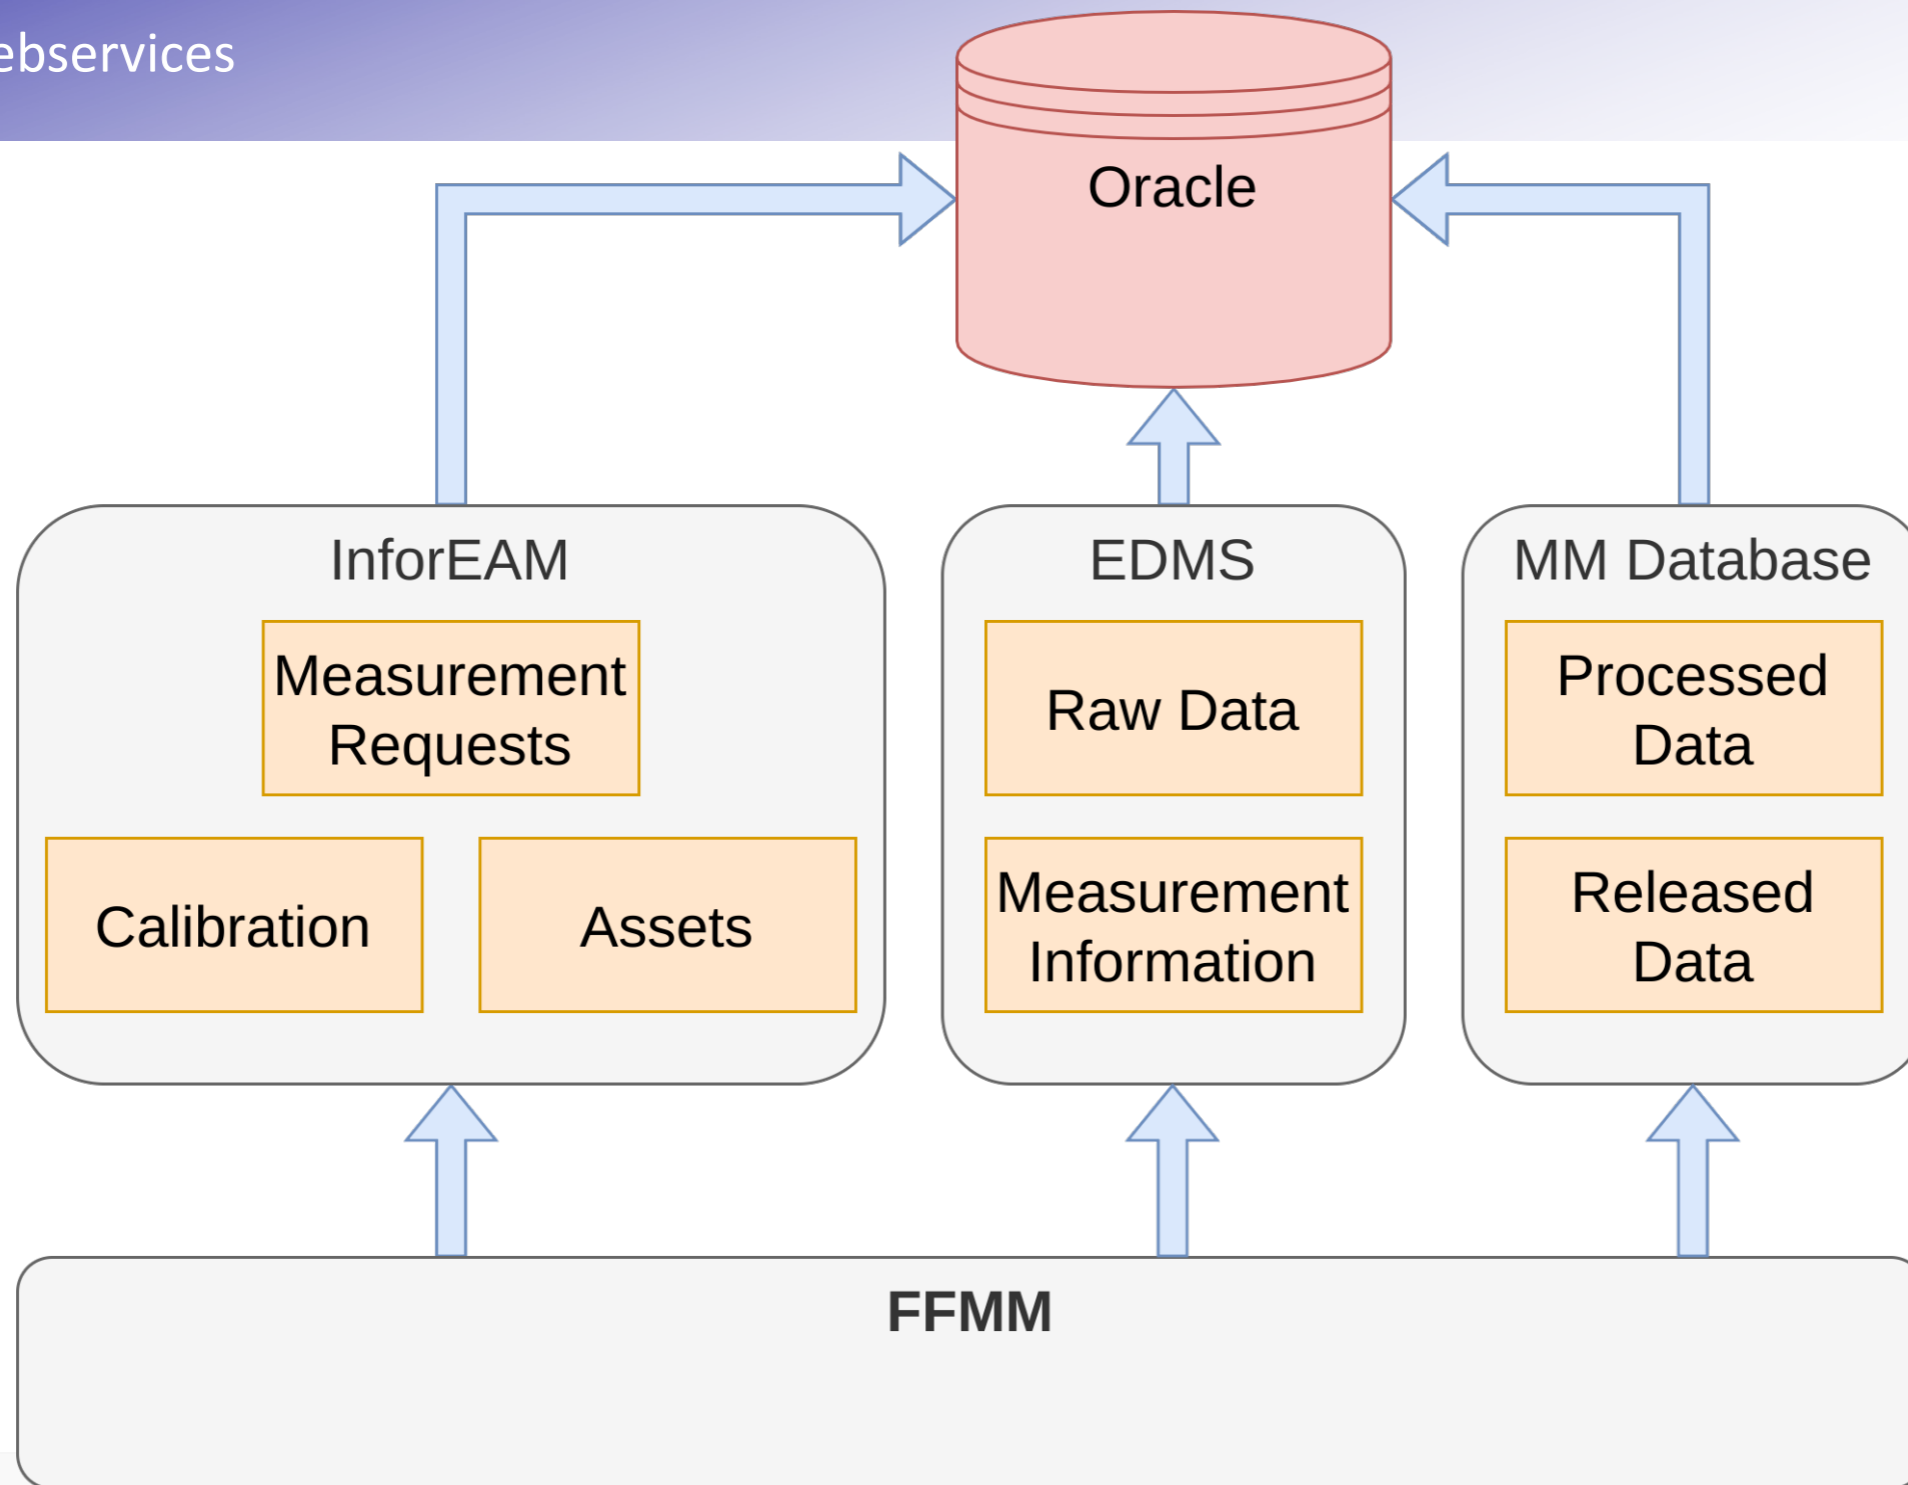 ebservices
Oracle
InforEAM
Measurement
Requests
Calibration
Assets
EDMS
Raw Data
Measurement
Information
MM Database
Processed
Data
Released
Data
FFMM